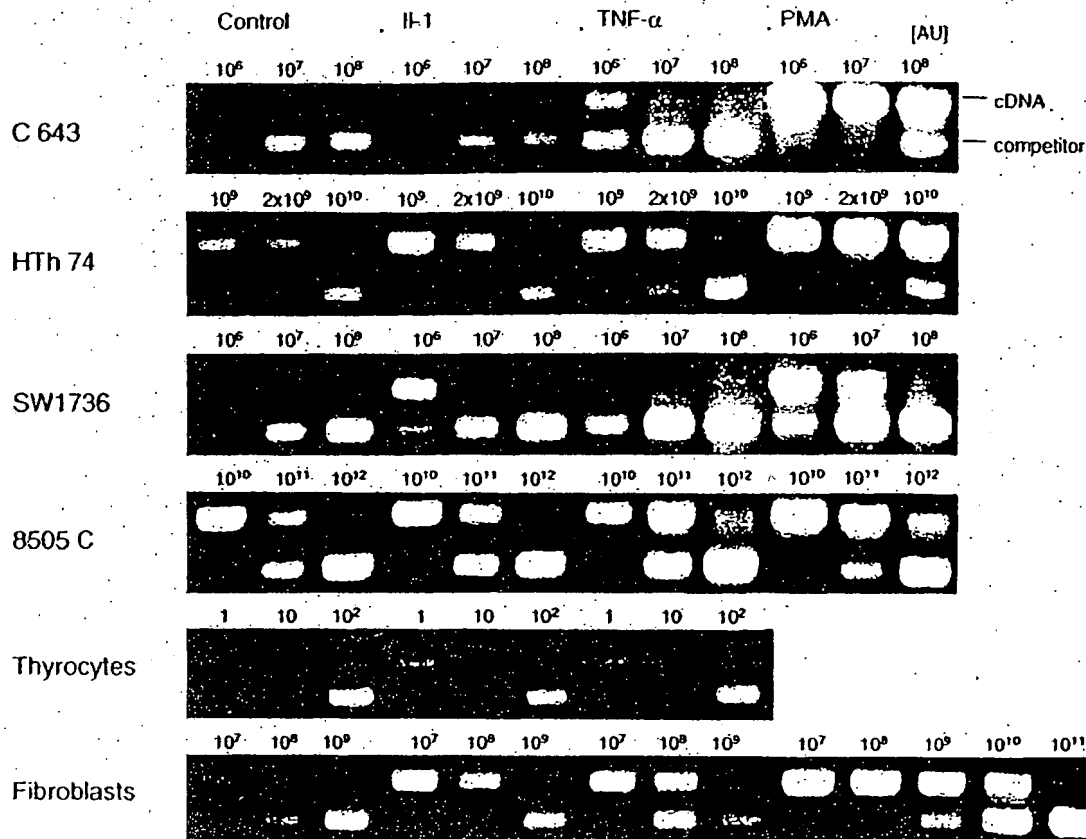 Control Il-1 TNF-α PMA [AU]
10⁶ 10⁷ 10⁸ 10⁶ 10⁷ 10⁸ 10⁶ 10⁷ 10⁸ 10⁶ 10⁷ 10⁸
C 643
cDNA
competitor
10⁹ 2x10⁹ 10¹⁰ 10⁹ 2x10⁹ 10¹⁰ 10⁹ 2x10⁹ 10¹⁰ 10⁹ 2x10⁹ 10¹⁰
HTh 74
10⁶ 10⁷ 10⁸ 10⁶ 10⁷ 10⁸ 10⁶ 10⁷ 10⁸ 10⁶ 10⁷ 10⁸
SW1736
10¹⁰ 10¹¹ 10¹² 10¹⁰ 10¹¹ 10¹² 10¹⁰ 10¹¹ 10¹² 10¹⁰ 10¹¹ 10¹²
8505 C
1 10 10² 1 10 10² 1 10 10²
Thyrocytes
10⁷ 10⁸ 10⁹ 10⁷ 10⁸ 10⁹ 10⁷ 10⁸ 10⁹ 10⁷ 10⁸ 10⁹ 10¹⁰ 10¹¹
Fibroblasts